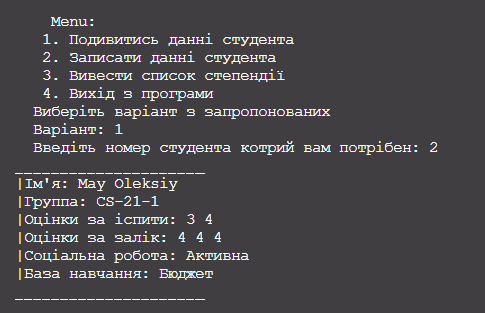 Menu:
1. Подивитись данні студента
2. Записати данні студента
3. Вивести список степендії
4. Вихід з програми
Виберіть варіант з запропонованих
Варіант: 1
Введіть номер студента котрий вам потрібен: 2
_____________________
|Ім'я: May Oleksiy
|Группа: CS-21-1
|Оцінки за іспити: 3 4
|Оцінки за залік: 4 4 4
|Соціальна робота: Активна
|База навчання: Бюджет
_____________________